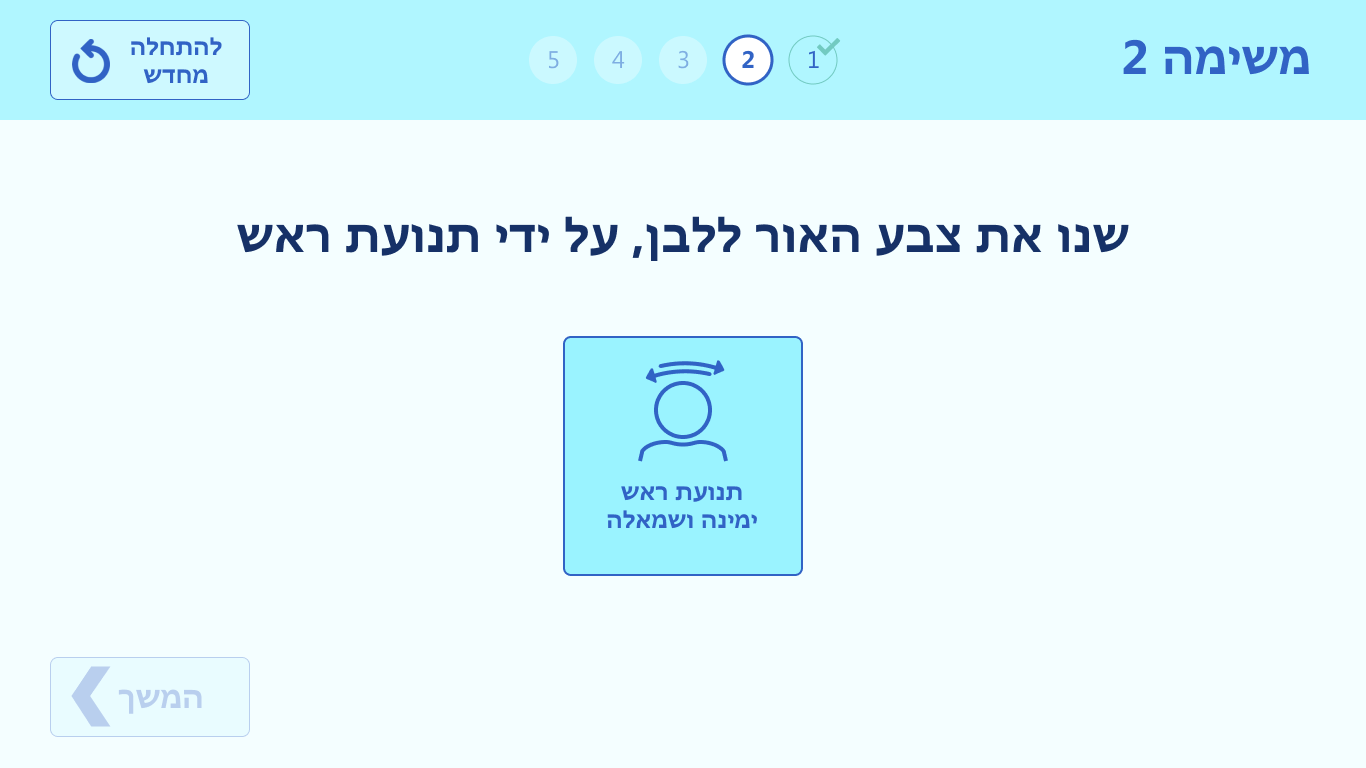 משימה 2
1
2
3
4
5
להתחלה
מחדש
שנו את צבע האור ללבן, על ידי תנועת ראש
תנועת ראש
ימינה ושמאלה
המשך